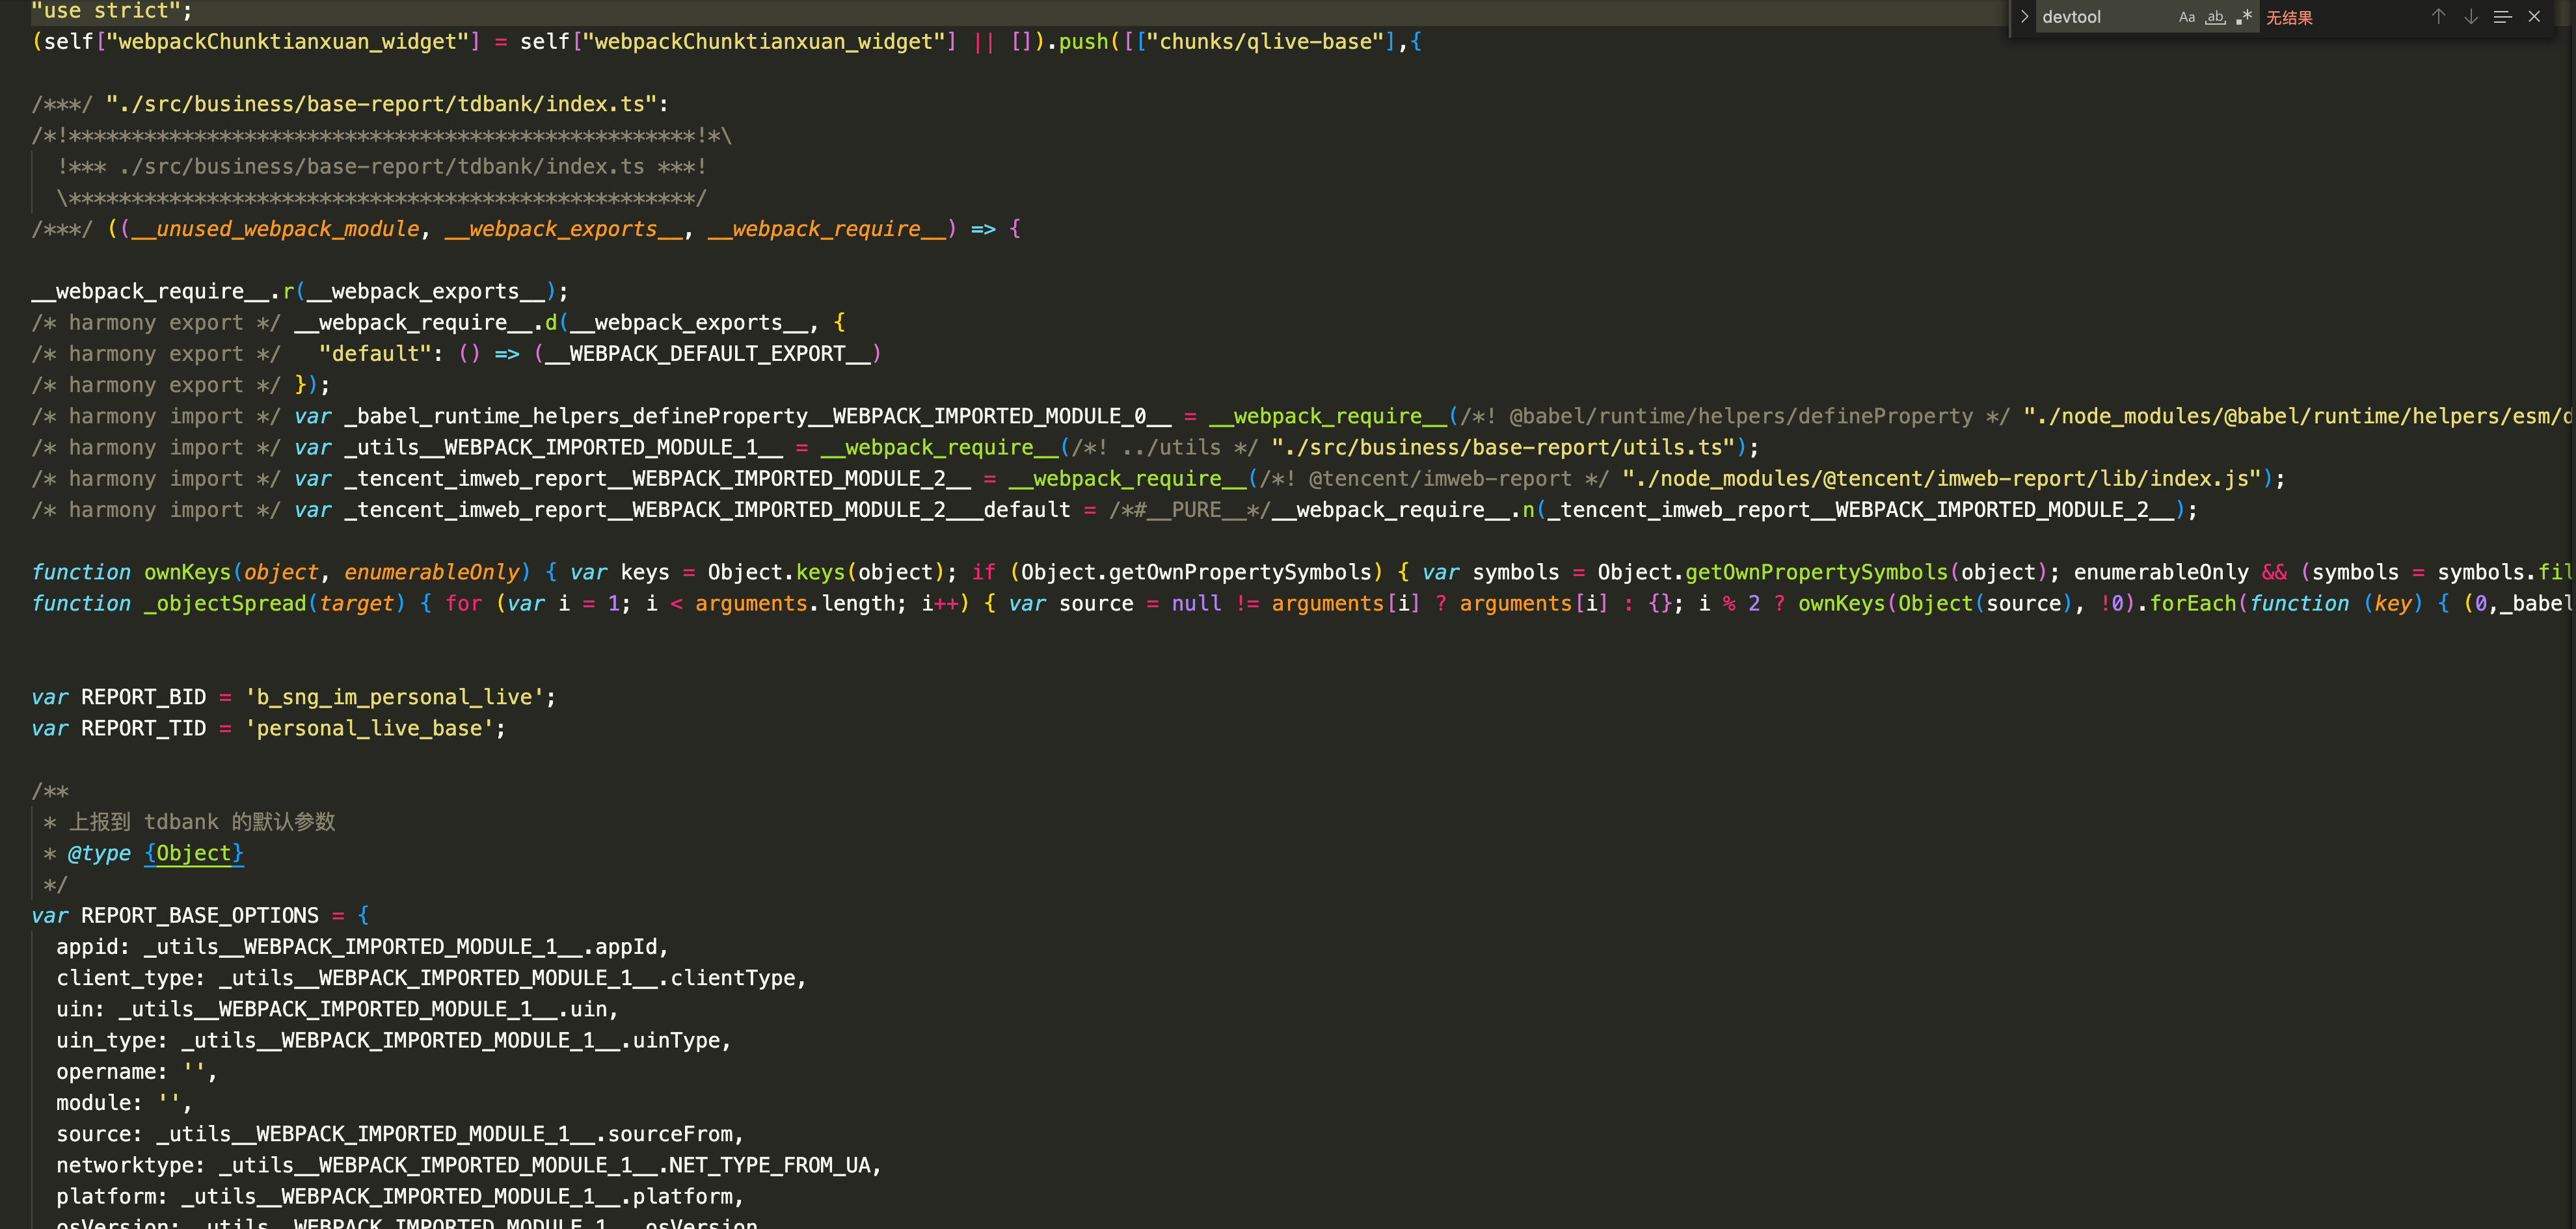 "use strict";
devtool Aa ab .* 无结果
(self["webpackChunktianxuan_widget"] = self["webpackChunktianxuan_widget"] || []).push([["chunks/qlive-base"],{
/***/ "./src/business/base-report/tdbank/index.ts":
/*!**************************************************!*\
!*** ./src/business/base-report/tdbank/index.ts ***!
\**************************************************/
/***/ ((__unused_webpack_module, __webpack_exports__, __webpack_require__) => {
__webpack_require__.r(__webpack_exports__);
/* harmony export */ __webpack_require__.d(__webpack_exports__, {
/* harmony export */   "default": () => (__WEBPACK_DEFAULT_EXPORT__)
/* harmony export */ });
/* harmony import */ var _babel_runtime_helpers_defineProperty__WEBPACK_IMPORTED_MODULE_0__ = __webpack_require__(/*! @babel/runtime/helpers/defineProperty */ "./node_modules/@babel/runtime/helpers/esm/d
/* harmony import */ var _utils__WEBPACK_IMPORTED_MODULE_1__ = __webpack_require__(/*! ../utils */ "./src/business/base-report/utils.ts");
/* harmony import */ var _tencent_imweb_report__WEBPACK_IMPORTED_MODULE_2__ = __webpack_require__(/*! @tencent/imweb-report */ "./node_modules/@tencent/imweb-report/lib/index.js");
/* harmony import */ var _tencent_imweb_report__WEBPACK_IMPORTED_MODULE_2___default = /*#__PURE__*/__webpack_require__.n(_tencent_imweb_report__WEBPACK_IMPORTED_MODULE_2__);
function ownKeys(object, enumerableOnly) { var keys = Object.keys(object); if (Object.getOwnPropertySymbols) { var symbols = Object.getOwnPropertySymbols(object); enumerableOnly && (symbols = symbols.fil
function _objectSpread(target) { for (var i = 1; i < arguments.length; i++) { var source = null != arguments[i] ? arguments[i] : {}; i % 2 ? ownKeys(Object(source), !0).forEach(function (key) { (0,_babel
var REPORT_BID = 'b_sng_im_personal_live';
var REPORT_TID = 'personal_live_base';
/**
* 上报到 tdbank 的默认参数
* @type {Object}
*/
var REPORT_BASE_OPTIONS = {
appid: _utils__WEBPACK_IMPORTED_MODULE_1__.appId,
client_type: _utils__WEBPACK_IMPORTED_MODULE_1__.clientType,
uin: _utils__WEBPACK_IMPORTED_MODULE_1__.uin,
uin_type: _utils__WEBPACK_IMPORTED_MODULE_1__.uinType,
opername: '',
module: '',
source: _utils__WEBPACK_IMPORTED_MODULE_1__.sourceFrom,
networktype: _utils__WEBPACK_IMPORTED_MODULE_1__.NET_TYPE_FROM_UA,
platform: _utils__WEBPACK_IMPORTED_MODULE_1__.platform,
osVersion: _utils__WEBPACK_IMPORTED_MODULE_1__.osVersion